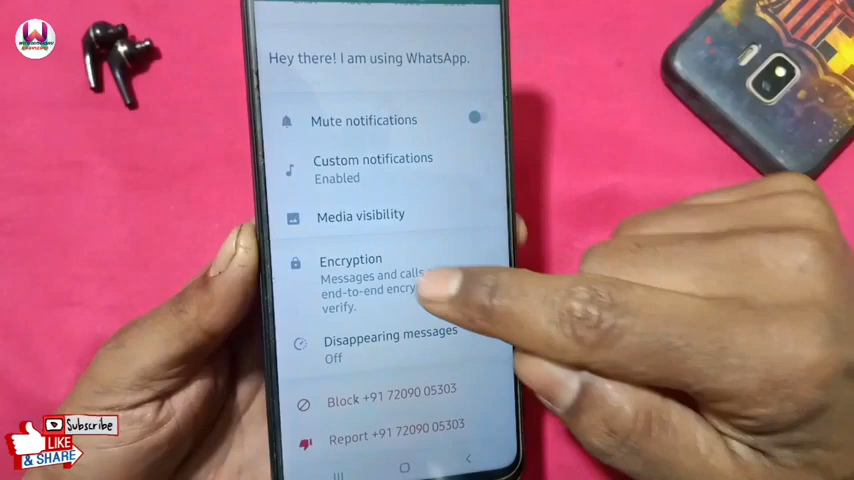 Hey there! I am using WhatsApp.
Mute notifications
Custom notifications
Enabled
Media visibility
Encryption
Messages and calls
end-to-end
verify.
Disappearing messages
Off
Block +91 72090 05303
Report +91 72090 05303
Subscribe
LIKE
& SHARE